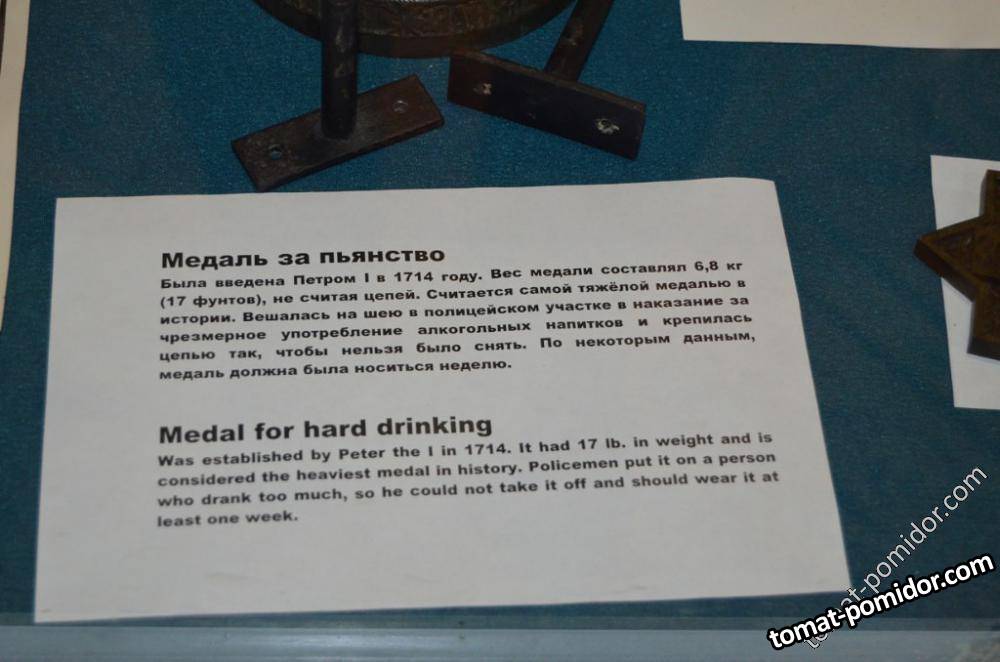 Медаль за пьянство
Была введена Петром I в 1714 году. Вес медали составлял 6,8 кг
(17 фунтов), не считая цепей. Считается самой тяжёлой медалью в
истории. Вешалась на шею в полицейском участке в наказание за
чрезмерное употребление алкогольных напитков и крепилась
цепью так, чтобы нельзя было снять. По некоторым данным,
медаль должна была носиться неделю.
Medal for hard drinking
Was established by Peter the I in 1714. It had 17 lb. in weight and is
considered the heaviest medal in history. Policemen put it on a person
who drank too much, so he could not take it off and should wear it at
least one week.
tomat-pomidor.com
tomat-pomidor.com